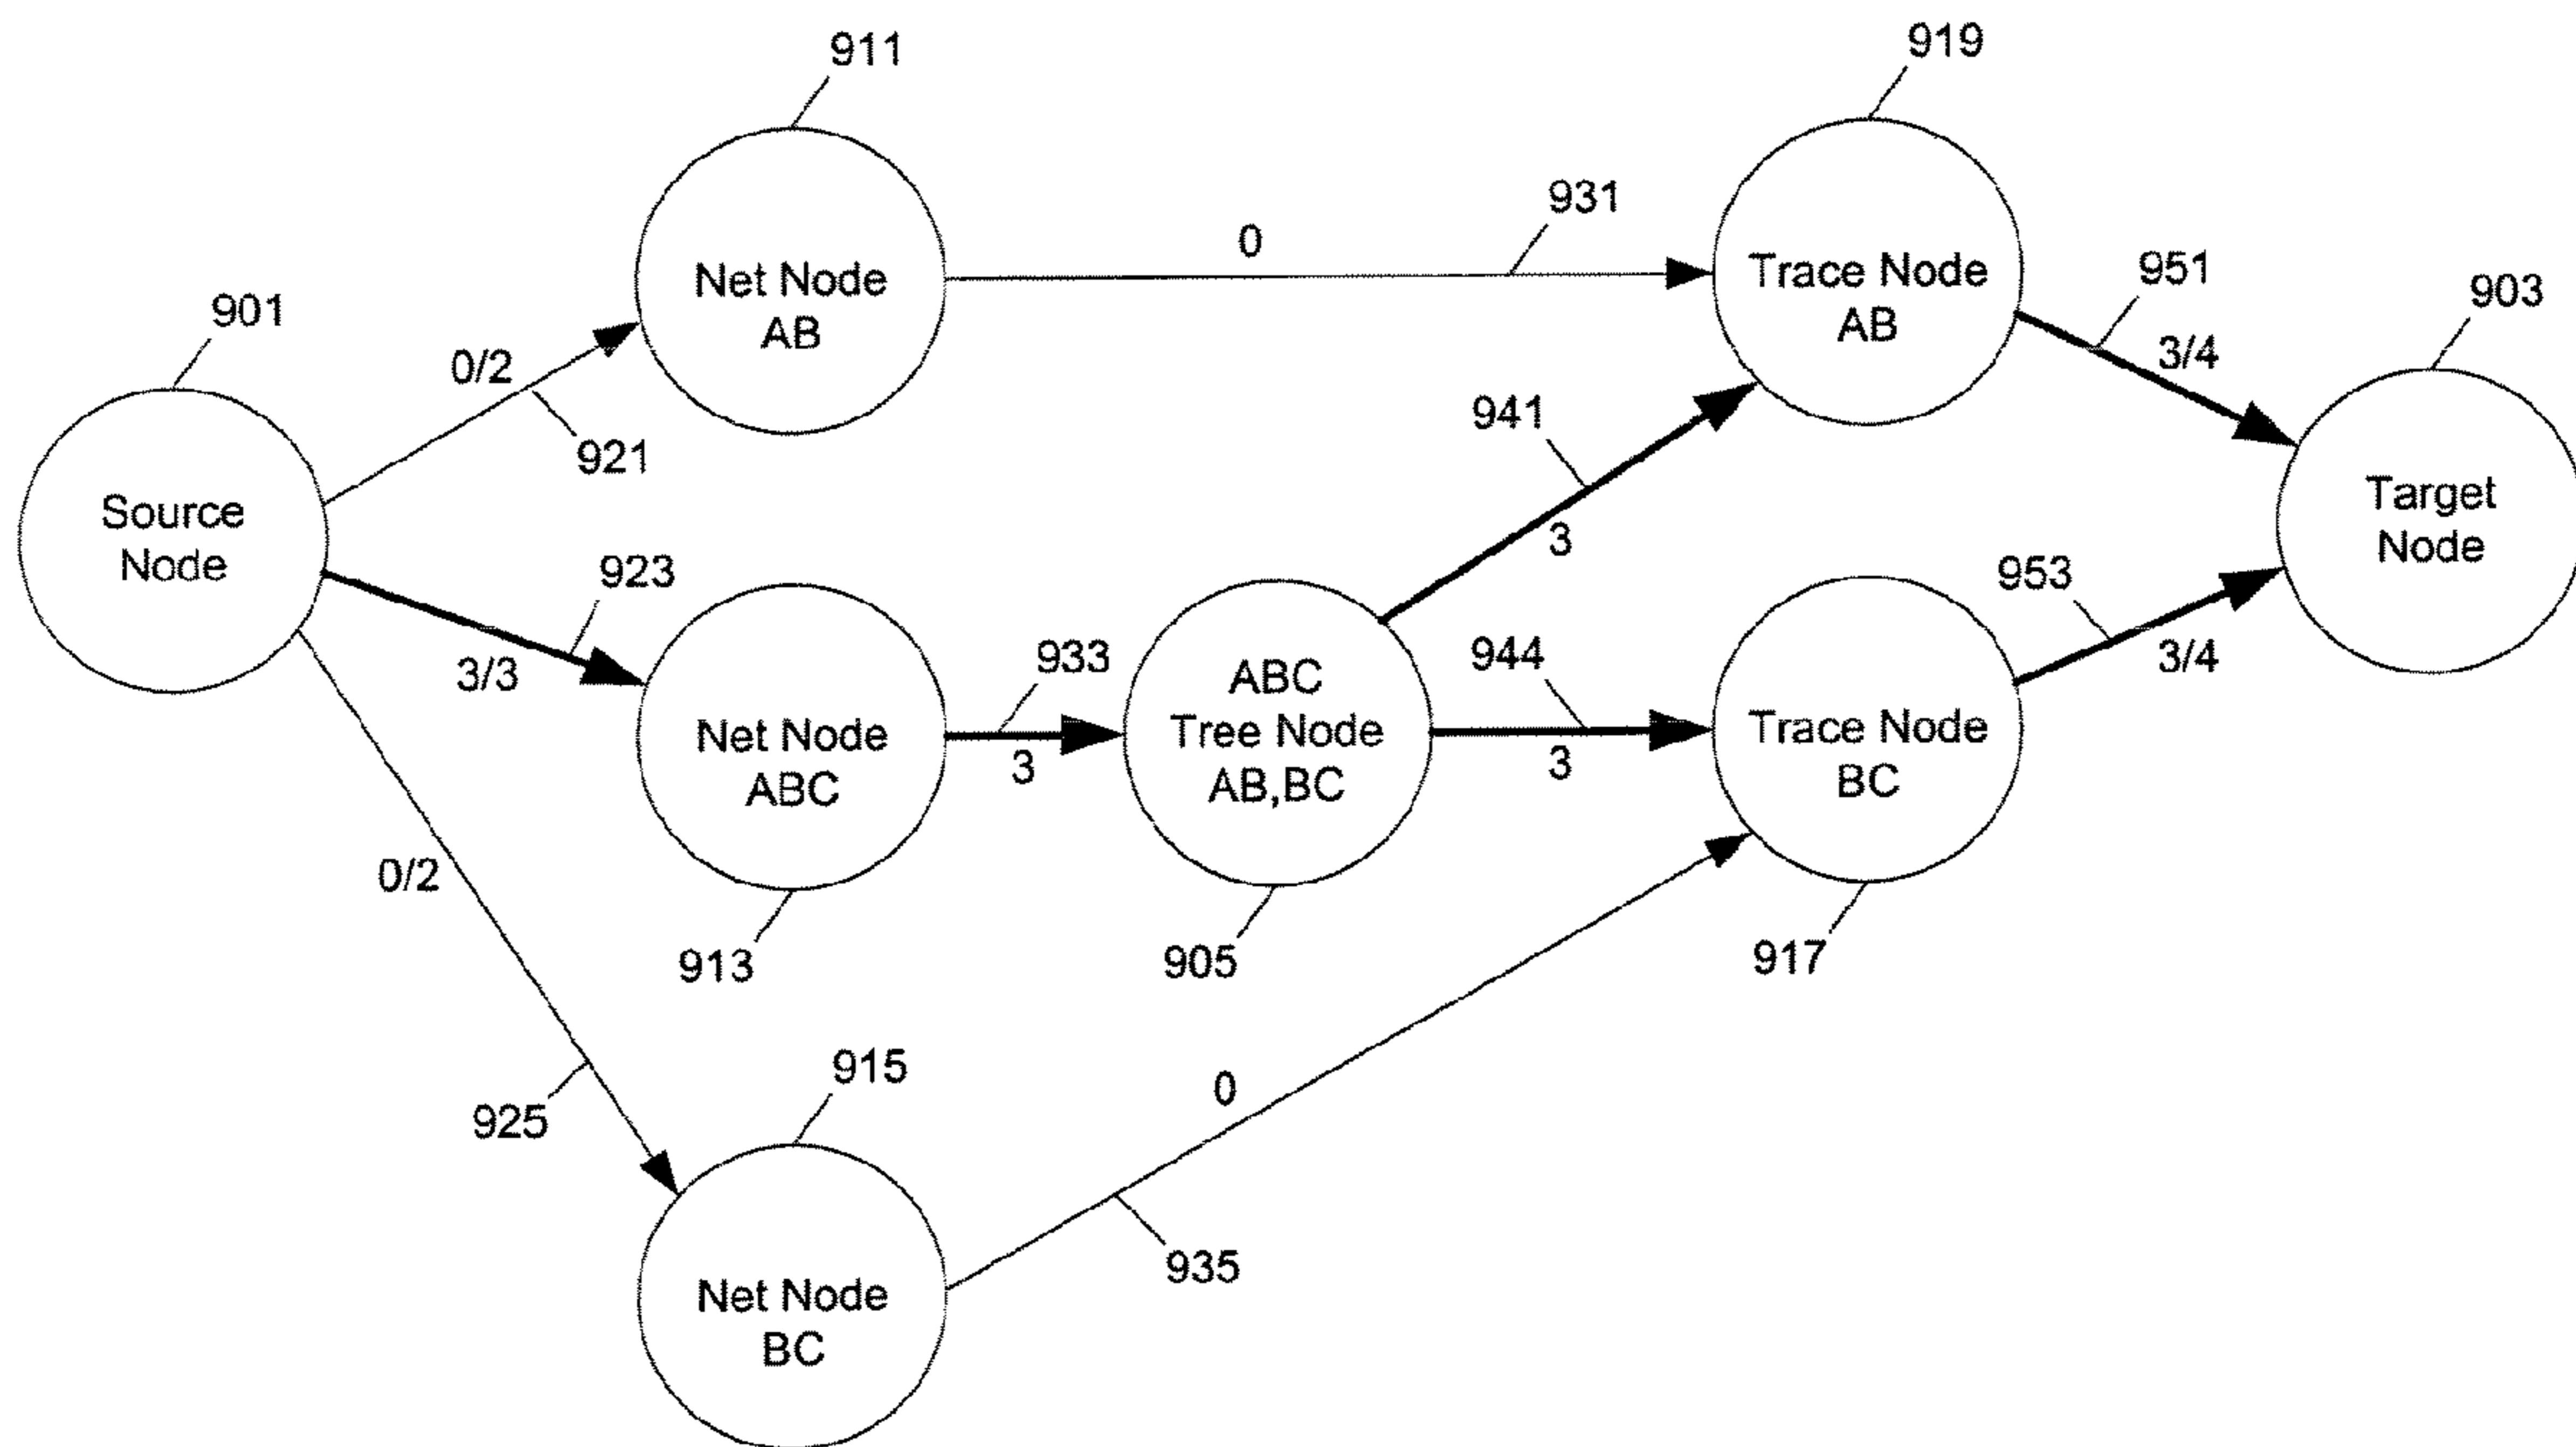 911
919
931
0
Net Node
AB
Trace Node
AB
951
903
901
0/2
921
3/4
941
Source
Node
Target
Node
923
3
953
3/3
933
944
ABC
Tree Node
AB,BC
3/4
Net Node
ABC
3
3
Trace Node
BC
0/2
913
905
917
915
0
925
935
Net Node
BC